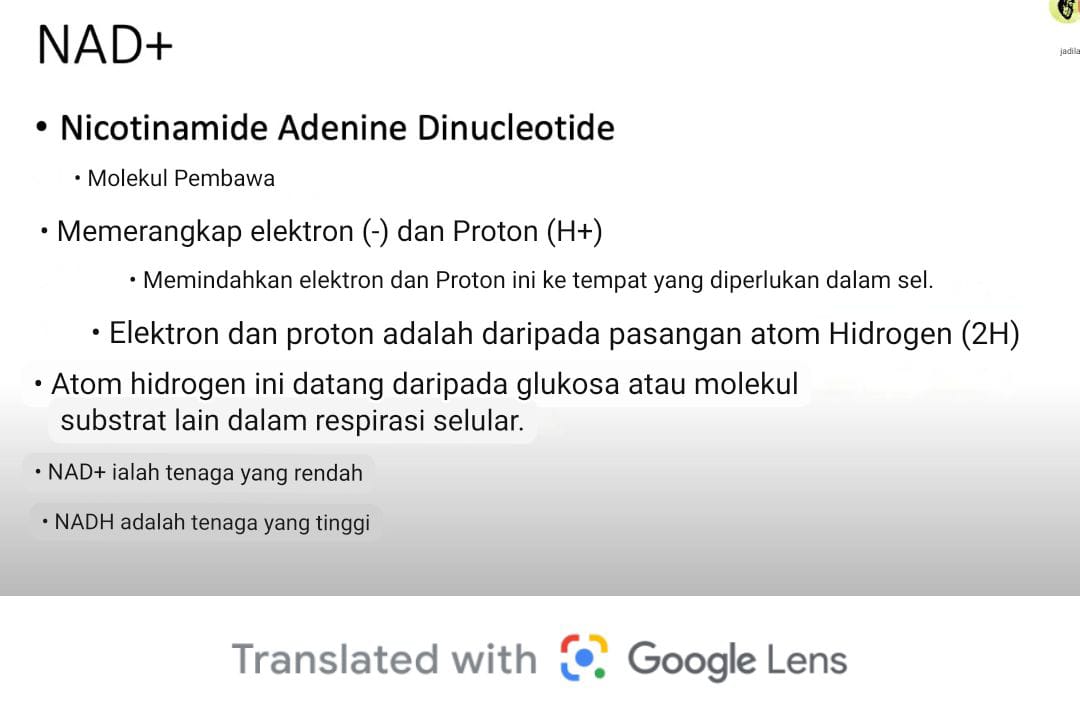 NAD+
jadila
• Nicotinamide Adenine Dinucleotide
• Molekul Pembawa
• Memerangkap elektron (-) dan Proton (H+)
• Memindahkan elektron dan Proton ini ke tempat yang diperlukan dalam sel.
• Elektron dan proton adalah daripada pasangan atom Hidrogen (2H)
• Atom hidrogen ini datang daripada glukosa atau molekul
substrat lain dalam respirasi selular.
• NAD+ ialah tenaga yang rendah
• NADH adalah tenaga yang tinggi
Translated with Google Lens